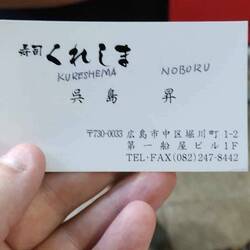 寿司 くれしま
KURESHEMA NOBORU
呉島 昇
〒730-0033 広島市中区堀川町1-2
第一船屋ビル1F
TEL・FAX(082)247-8442